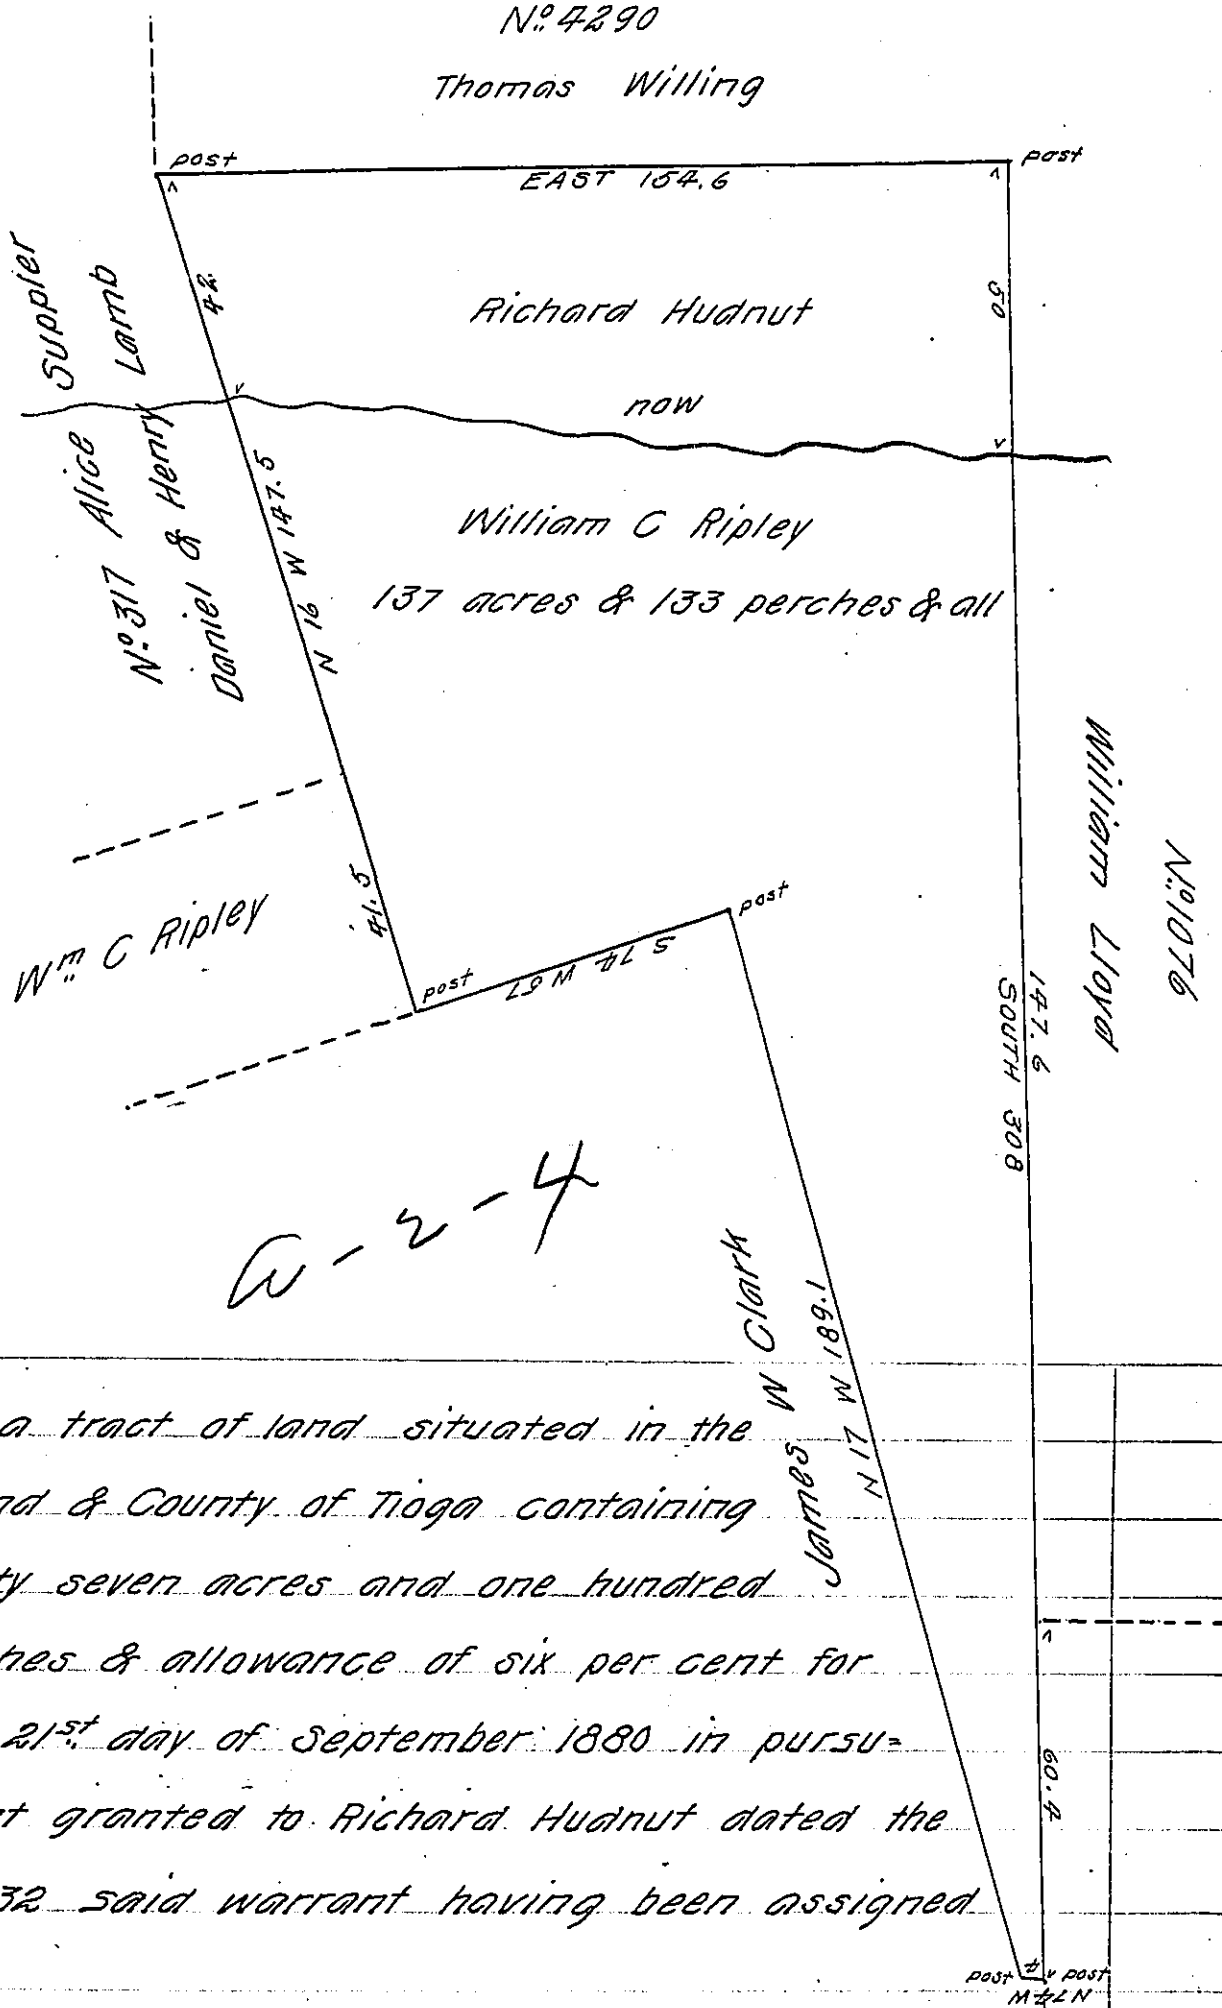 Nº 4290
Thomas Willing
post
post
EAST 154.6
Supplee
Nº 317 Alice Lamb
Daniel & Henry
42.
Richard Hudnut
50
now
N 16 W 147.5
William C Ripley
137 acres & 133 perches & all
William Lloyd
Nº 1076
Wm C Ripley
41.5
post
S 74 W 57
post
147.6
SOUTH 308
a-2-4
James W Clark
N 17 W 189.1
a tract of land situated in the
nd & County of Tioga containing
ty seven acres and one hundred
hes & allowance of six per cent for
21st day of September 1880 in pursu=
t granted to Richard Hudnut dated the
32 said warrant having been assigned
60.4
post
4
post
N 74 W